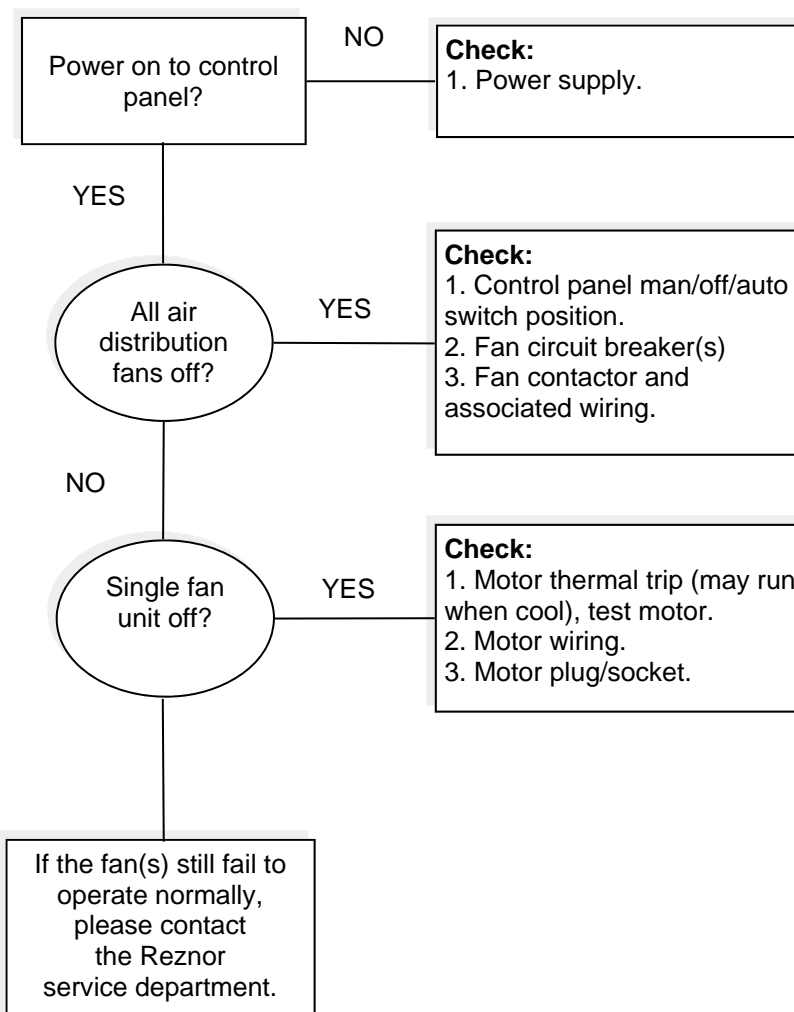 Power on to control
panel?
NO
Check:
1. Power supply.
YES
All air
distribution
fans off?
YES
Check:
1. Control panel man/off/auto
switch position.
2. Fan circuit breaker(s)
3. Fan contactor and
associated wiring.
NO
Single fan
unit off?
YES
Check:
1. Motor thermal trip (may run
when cool), test motor.
2. Motor wiring.
3. Motor plug/socket.
If the fan(s) still fail to
operate normally,
please contact
the Reznor
service department.